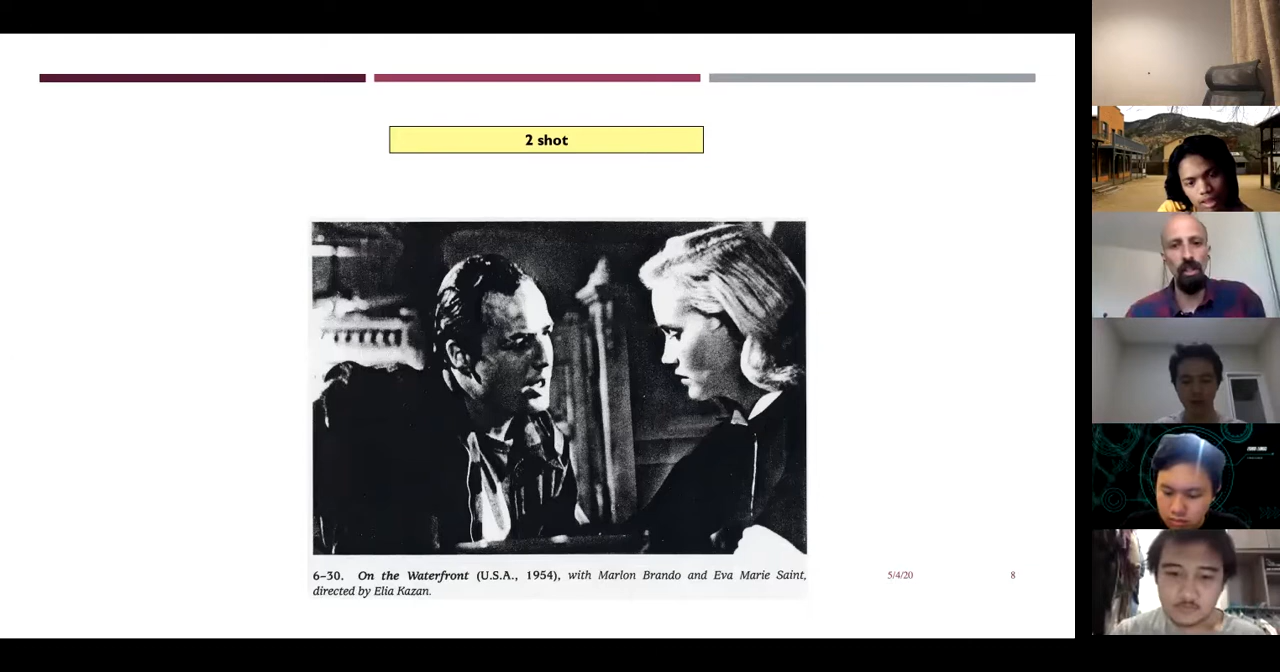 2 shot
6–30. On the Waterfront (U.S.A., 1954), with Marlon Brando and Eva Marie Saint,
directed by Elia Kazan.
5/4/20
8